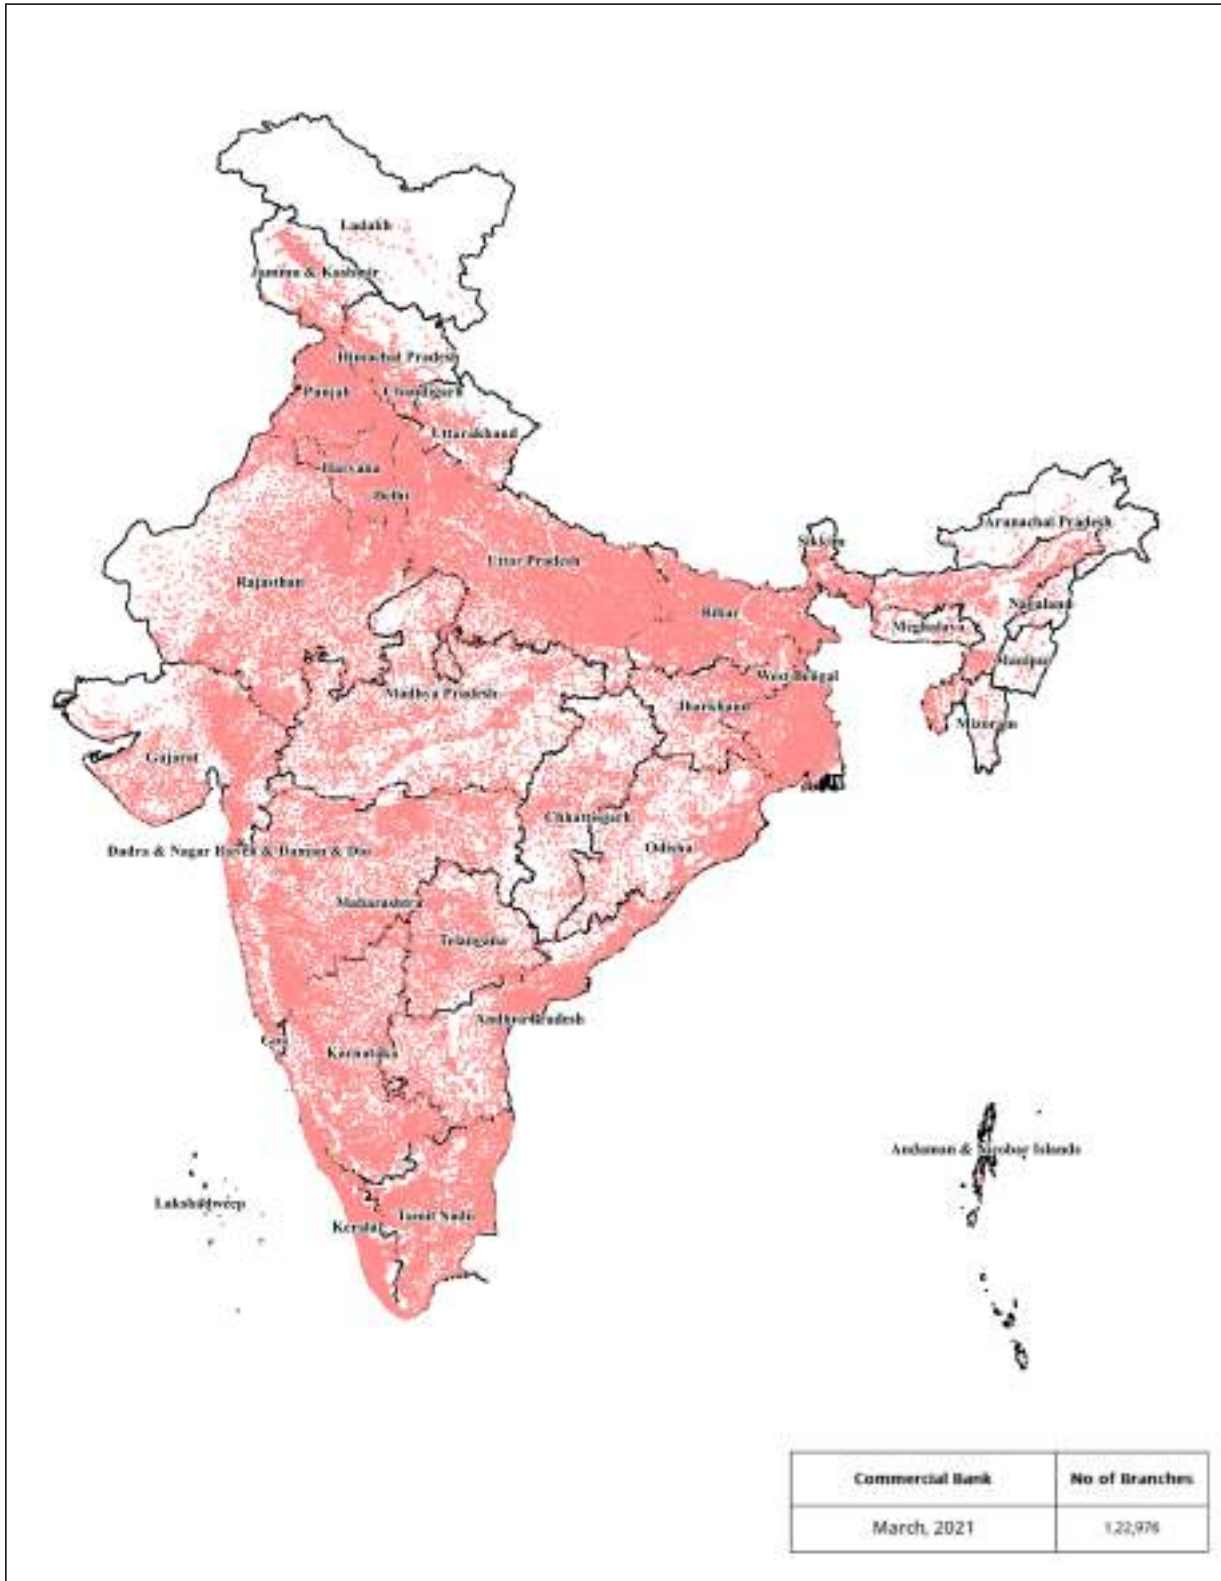 Ladakh
Jammu & Kashmir
Himachal Pradesh
Punjab
Chandigarh
Uttarakhand
Haryana
Delhi
Arunachal Pradesh
Sikkim
Uttar Pradesh
Rajasthan
Bihar
Nagaland
Meghalaya
Manipur
West Bengal
Madhya Pradesh
Jharkhand
Mizoram
Gujarat
Chhattisgarh
Odisha
Dadra & Nagar Haveli & Daman & Diu
Maharashtra
Telangana
Andhra Pradesh
Goa
Karnataka
Andaman & Nicobar Islands
Lakshadweep
Kerala
Tamil Nadu
Commercial Bank No of Branches
March, 2021 1,22,976